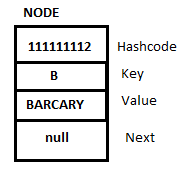 NODE
111111112 Hashcode
B Key
BARCARY Value
null Next